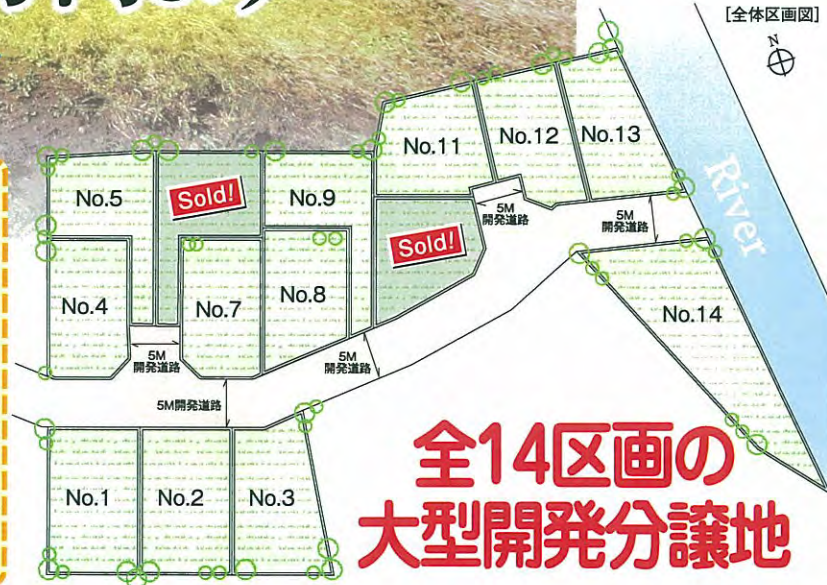 [全体区画図]
N
No.11
No.12
No.13
No.5
Sold!
No.9
River
5M
開発道路
Sold!
5M
開発道路
No.4
No.7
No.8
No.14
5M
開発道路
5M
開発道路
5M開発道路
No.1
No.2
No.3
全14区画の
大型開発分譲地